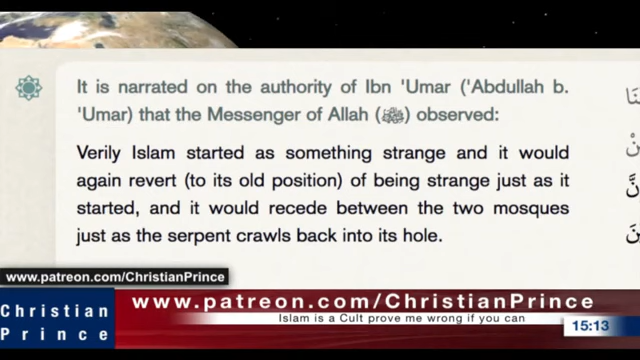 It is narrated on the authority of Ibn 'Umar ('Abdullah b.
'Umar) that the Messenger of Allah (ﷺ) observed:
Verily Islam started as something strange and it would
again revert (to its old position) of being strange just as it
started, and it would recede between the two mosques
just as the serpent crawls back into its hole.
www.patreon.com/ChristianPrince
Christian
Prince
www.patreon.com/ChristianPrince
Islam is a Cult prove me wrong if you can
15:13